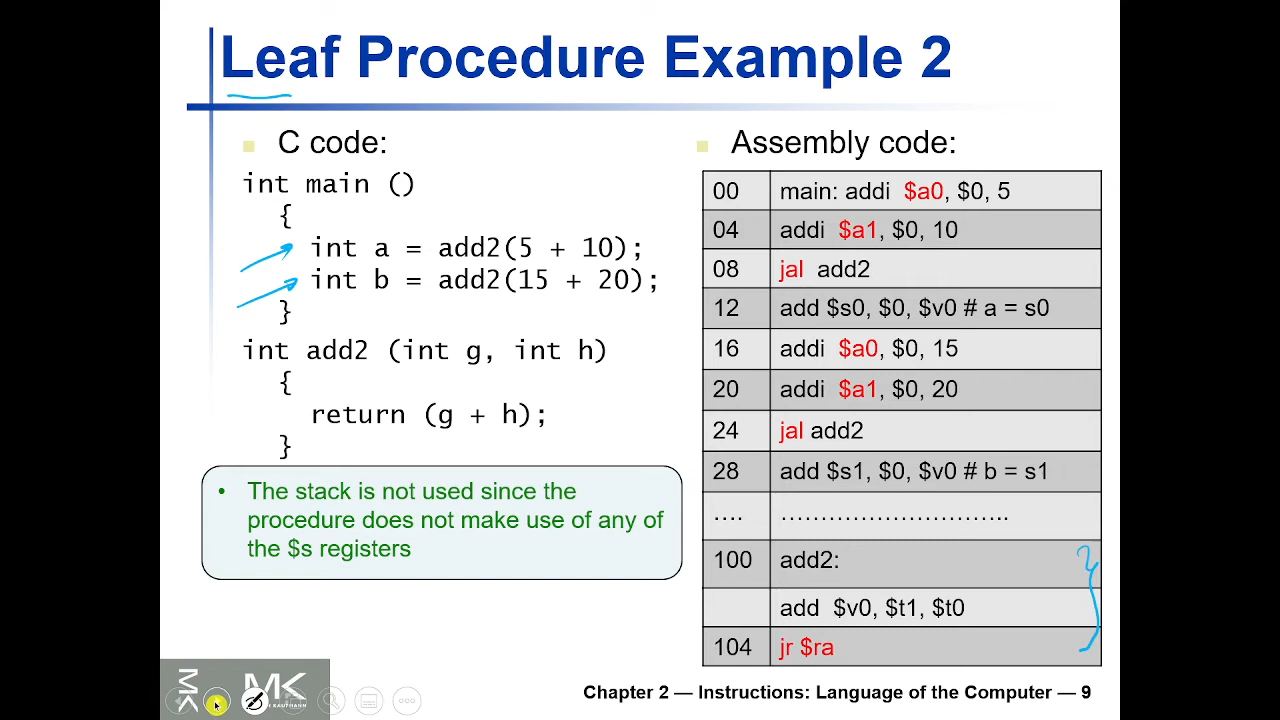 Leaf Procedure Example 2
C code:
int main ()
{
int a = add2(5 + 10);
int b = add2(15 + 20);
}
int add2 (int g, int h)
{
return (g + h);
}
• The stack is not used since the
procedure does not make use of any of
the $s registers
Assembly code:
00 main: addi $a0, $0, 5
04 addi $a1, $0, 10
08 jal add2
12 add $s0, $0, $v0 # a = s0
16 addi $a0, $0, 15
20 addi $a1, $0, 20
24 jal add2
28 add $s1, $0, $v0 # b = s1
.... ............................
100 add2:
add $v0, $t1, $t0
104 jr $ra
MK
MK
Chapter 2 — Instructions: Language of the Computer — 9